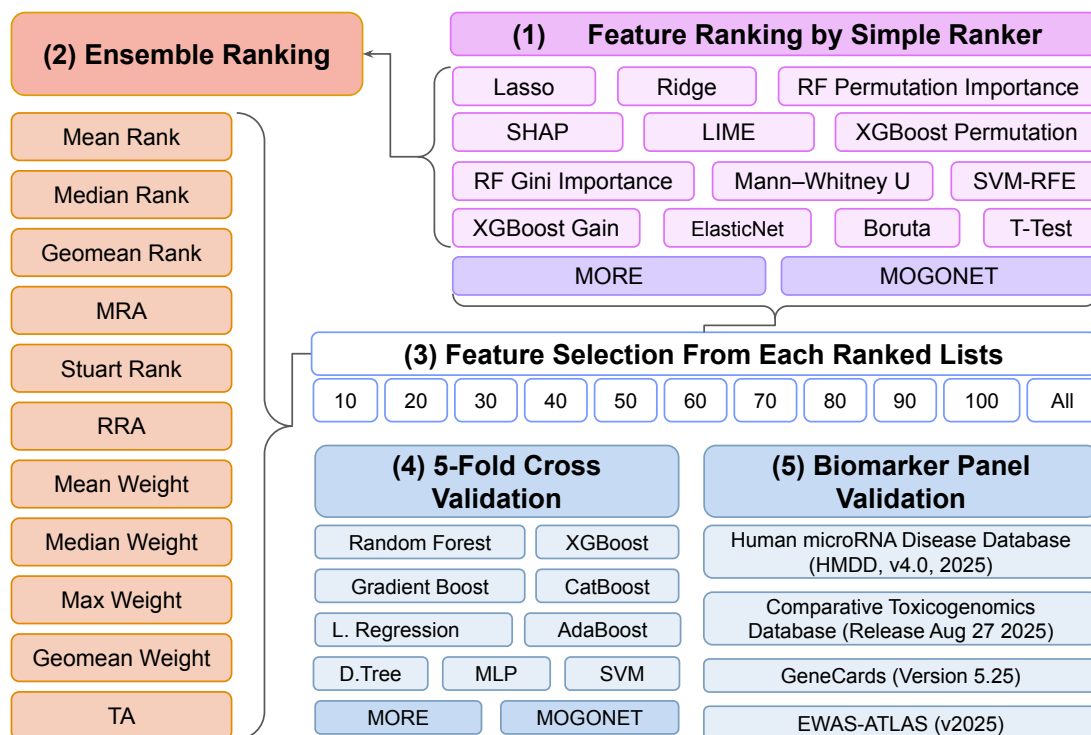 (2) Ensemble Ranking
Mean Rank
Median Rank
Geomean Rank
MRA
Stuart Rank
RRA
Mean Weight
Median Weight
Max Weight
Geomean Weight
TA
(1) Feature Ranking by Simple Ranker
Lasso
Ridge
RF Permutation Importance
SHAP
LIME
XGBoost Permutation
RF Gini Importance
Mann–Whitney U
SVM-RFE
XGBoost Gain
ElasticNet
Boruta
T-Test
MORE
MOGONET
(3) Feature Selection From Each Ranked Lists
10
20
30
40
50
60
70
80
90
100
All
(4) 5-Fold Cross
Validation
Random Forest
XGBoost
Gradient Boost
CatBoost
L. Regression
AdaBoost
D.Tree
MLP
SVM
MORE
MOGONET
(5) Biomarker Panel
Validation
Human microRNA Disease Database
(HMDD, v4.0, 2025)
Comparative Toxicogenomics
Database (Release Aug 27 2025)
GeneCards (Version 5.25)
EWAS-ATLAS (v2025)